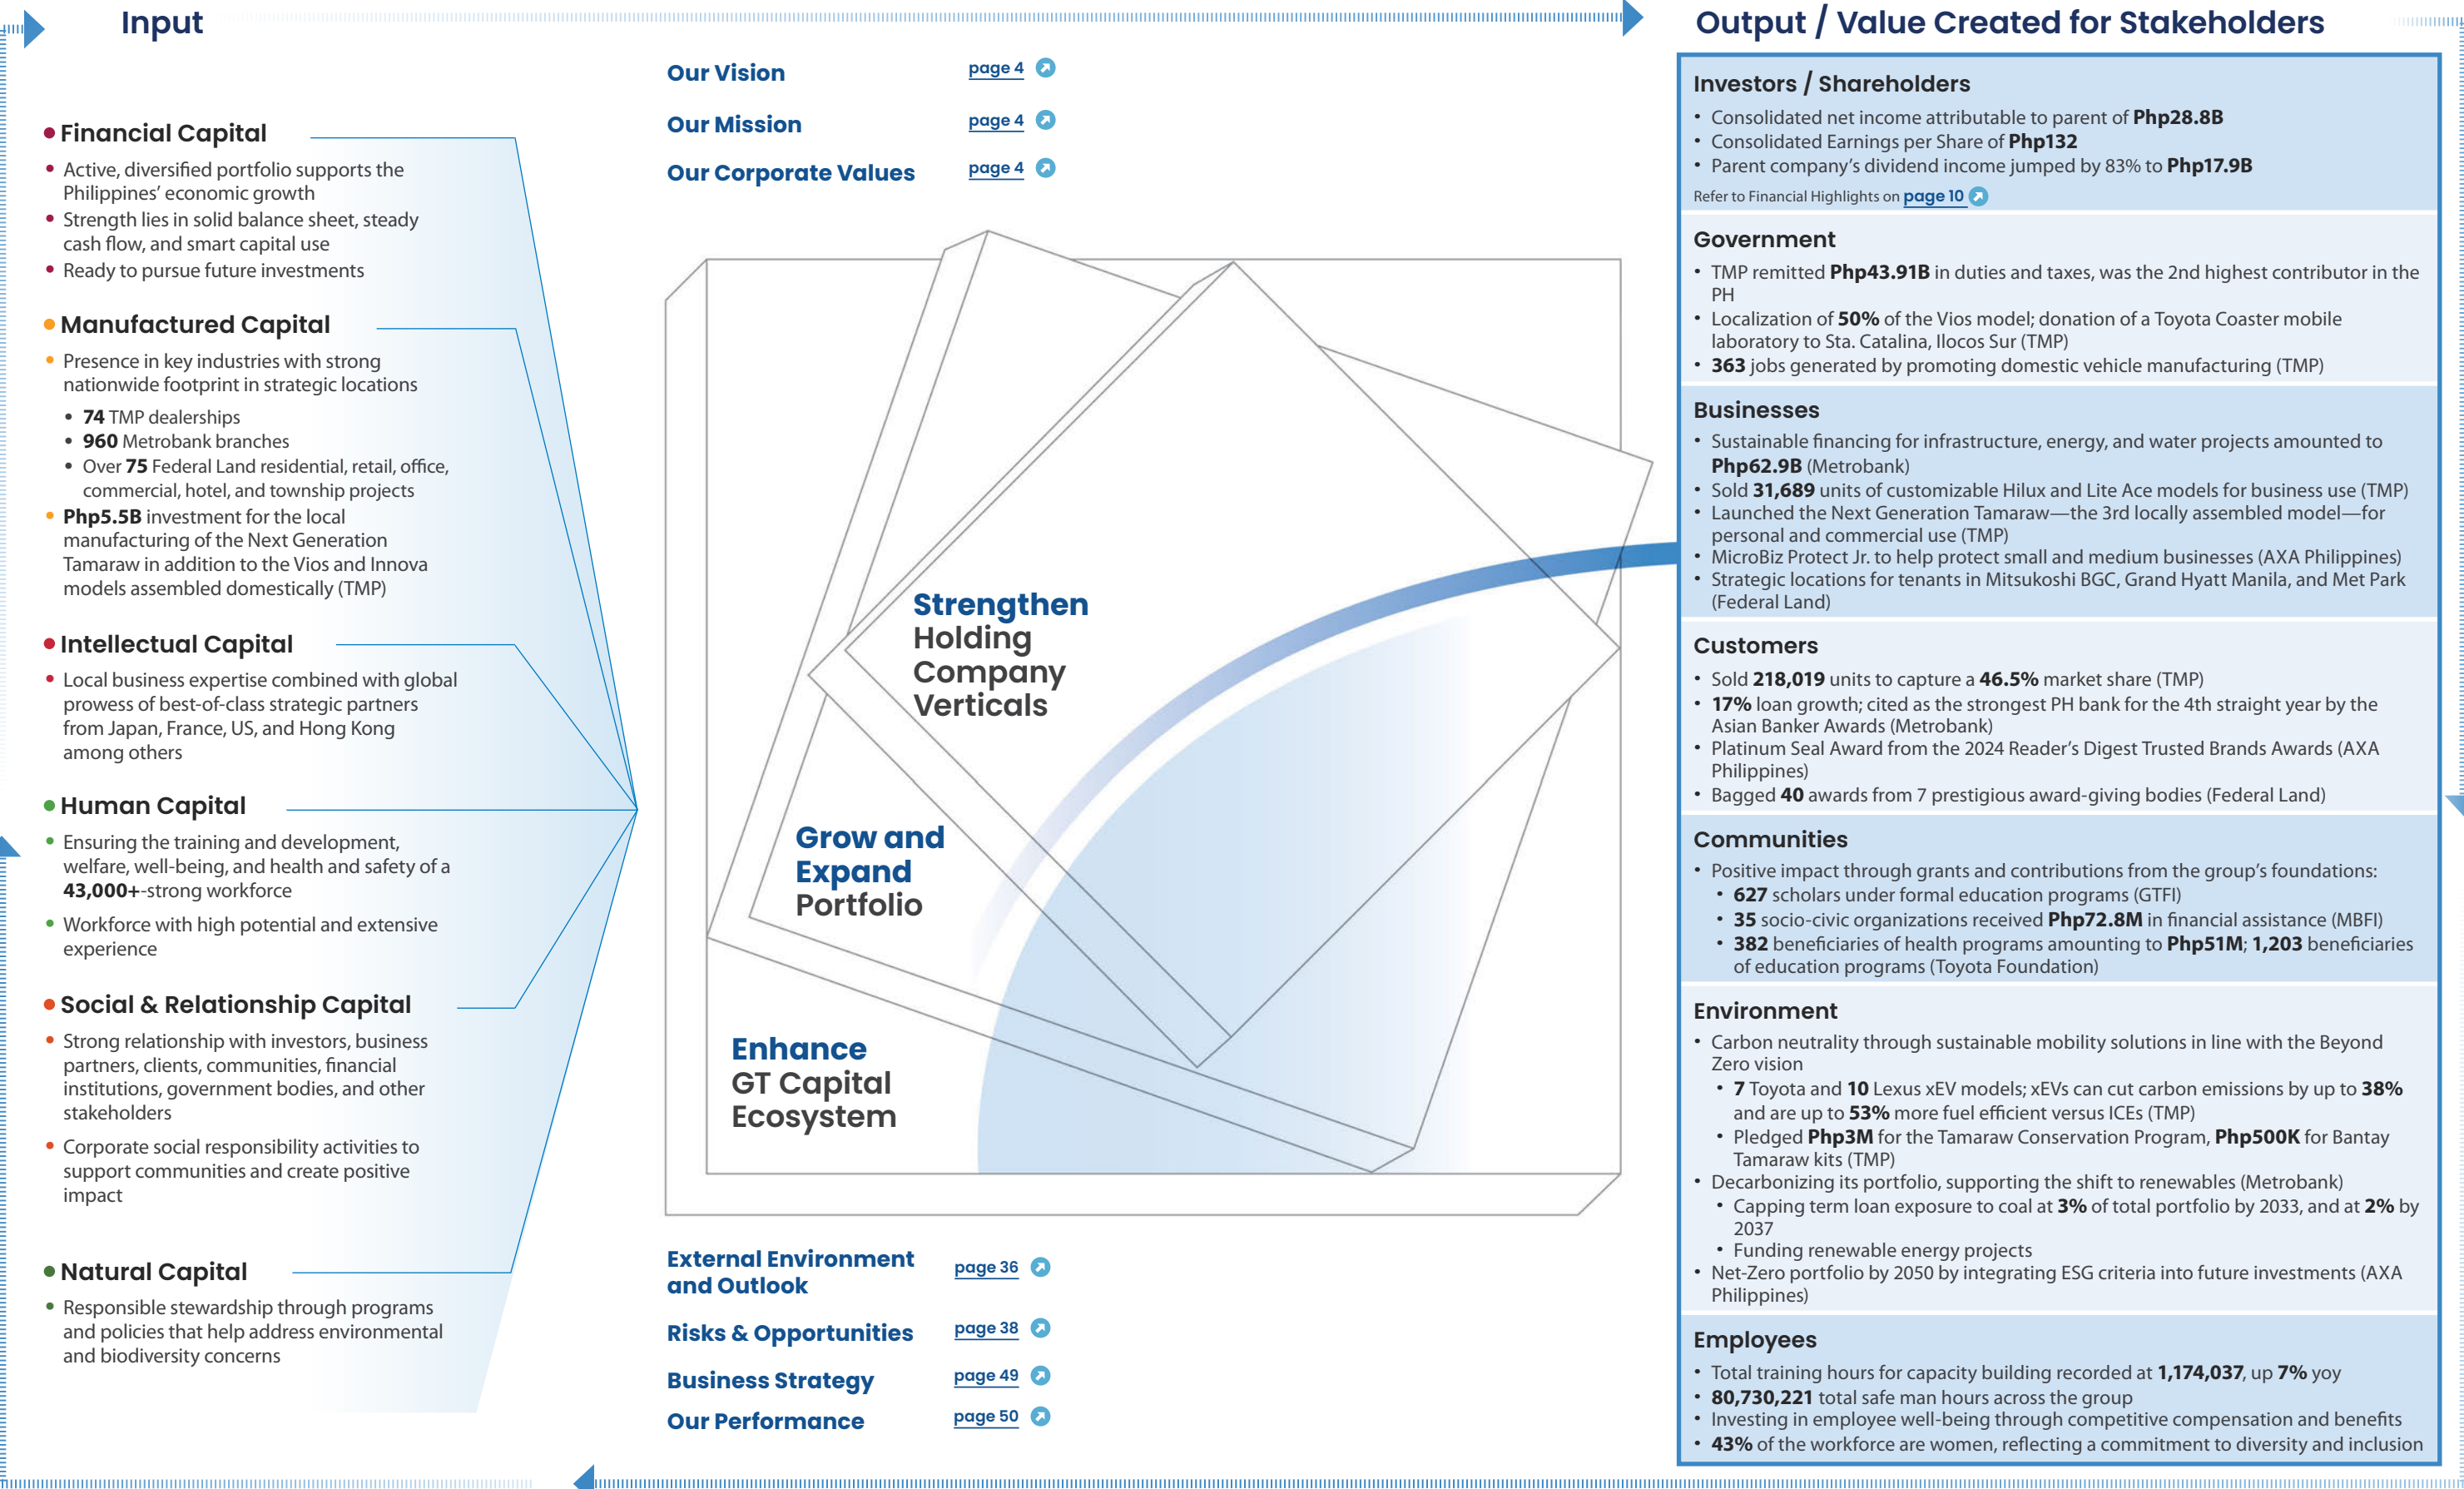 Input
Financial Capital
Active, diversified portfolio supports the
Philippines’ economic growth
Strength lies in solid balance sheet, steady
cash flow, and smart capital use
Ready to pursue future investments
Manufactured Capital
Presence in key industries with strong
nationwide footprint in strategic locations
74 TMP dealerships
960 Metrobank branches
Over 75 Federal Land residential, retail, office,
commercial, hotel, and township projects
Php5.5B investment for the local
manufacturing of the Next Generation
Tamaraw in addition to the Vios and Innova
models assembled domestically (TMP)
Intellectual Capital
Local business expertise combined with global
prowess of best-of-class strategic partners
from Japan, France, US, and Hong Kong
among others
Human Capital
Ensuring the training and development,
welfare, well-being, and health and safety of a
43,000+-strong workforce
Workforce with high potential and extensive
experience
Social & Relationship Capital
Strong relationship with investors, business
partners, clients, communities, financial
institutions, government bodies, and other
stakeholders
Corporate social responsibility activities to
support communities and create positive
impact
Natural Capital
Responsible stewardship through programs
and policies that help address environmental
and biodiversity concerns
Our Vision page 4
Our Mission page 4
Our Corporate Values page 4
Strengthen
Holding
Company
Verticals
Grow and
Expand
Portfolio
Enhance
GT Capital
Ecosystem
External Environment
and Outlook page 36
Risks & Opportunities page 38
Business Strategy page 49
Our Performance page 50
Output / Value Created for Stakeholders
Investors / Shareholders
• Consolidated net income attributable to parent of Php28.8B
• Consolidated Earnings per Share of Php132
• Parent company’s dividend income jumped by 83% to Php17.9B
Refer to Financial Highlights on page 10
Government
• TMP remitted Php43.91B in duties and taxes, was the 2nd highest contributor in the
PH
• Localization of 50% of the Vios model; donation of a Toyota Coaster mobile
laboratory to Sta. Catalina, Ilocos Sur (TMP)
• 363 jobs generated by promoting domestic vehicle manufacturing (TMP)
Businesses
• Sustainable financing for infrastructure, energy, and water projects amounted to
Php62.9B (Metrobank)
• Sold 31,689 units of customizable Hilux and Lite Ace models for business use (TMP)
• Launched the Next Generation Tamaraw—the 3rd locally assembled model—for
personal and commercial use (TMP)
• MicroBiz Protect Jr. to help protect small and medium businesses (AXA Philippines)
• Strategic locations for tenants in Mitsukoshi BGC, Grand Hyatt Manila, and Met Park
(Federal Land)
Customers
• Sold 218,019 units to capture a 46.5% market share (TMP)
• 17% loan growth; cited as the strongest PH bank for the 4th straight year by the
Asian Banker Awards (Metrobank)
• Platinum Seal Award from the 2024 Reader’s Digest Trusted Brands Awards (AXA
Philippines)
• Bagged 40 awards from 7 prestigious award-giving bodies (Federal Land)
Communities
• Positive impact through grants and contributions from the group’s foundations:
• 627 scholars under formal education programs (GTFI)
• 35 socio-civic organizations received Php72.8M in financial assistance (MBFI)
• 382 beneficiaries of health programs amounting to Php51M; 1,203 beneficiaries
of education programs (Toyota Foundation)
Environment
• Carbon neutrality through sustainable mobility solutions in line with the Beyond
Zero vision
• 7 Toyota and 10 Lexus xEV models; xEVs can cut carbon emissions by up to 38%
and are up to 53% more fuel efficient versus ICEs (TMP)
• Pledged Php3M for the Tamaraw Conservation Program, Php500K for Bantay
Tamaraw kits (TMP)
• Decarbonizing its portfolio, supporting the shift to renewables (Metrobank)
• Capping term loan exposure to coal at 3% of total portfolio by 2033, and at 2% by
2037
• Funding renewable energy projects
• Net-Zero portfolio by 2050 by integrating ESG criteria into future investments (AXA
Philippines)
Employees
• Total training hours for capacity building recorded at 1,174,037, up 7% yoy
• 80,730,221 total safe man hours across the group
• Investing in employee well-being through competitive compensation and benefits
• 43% of the workforce are women, reflecting a commitment to diversity and inclusion